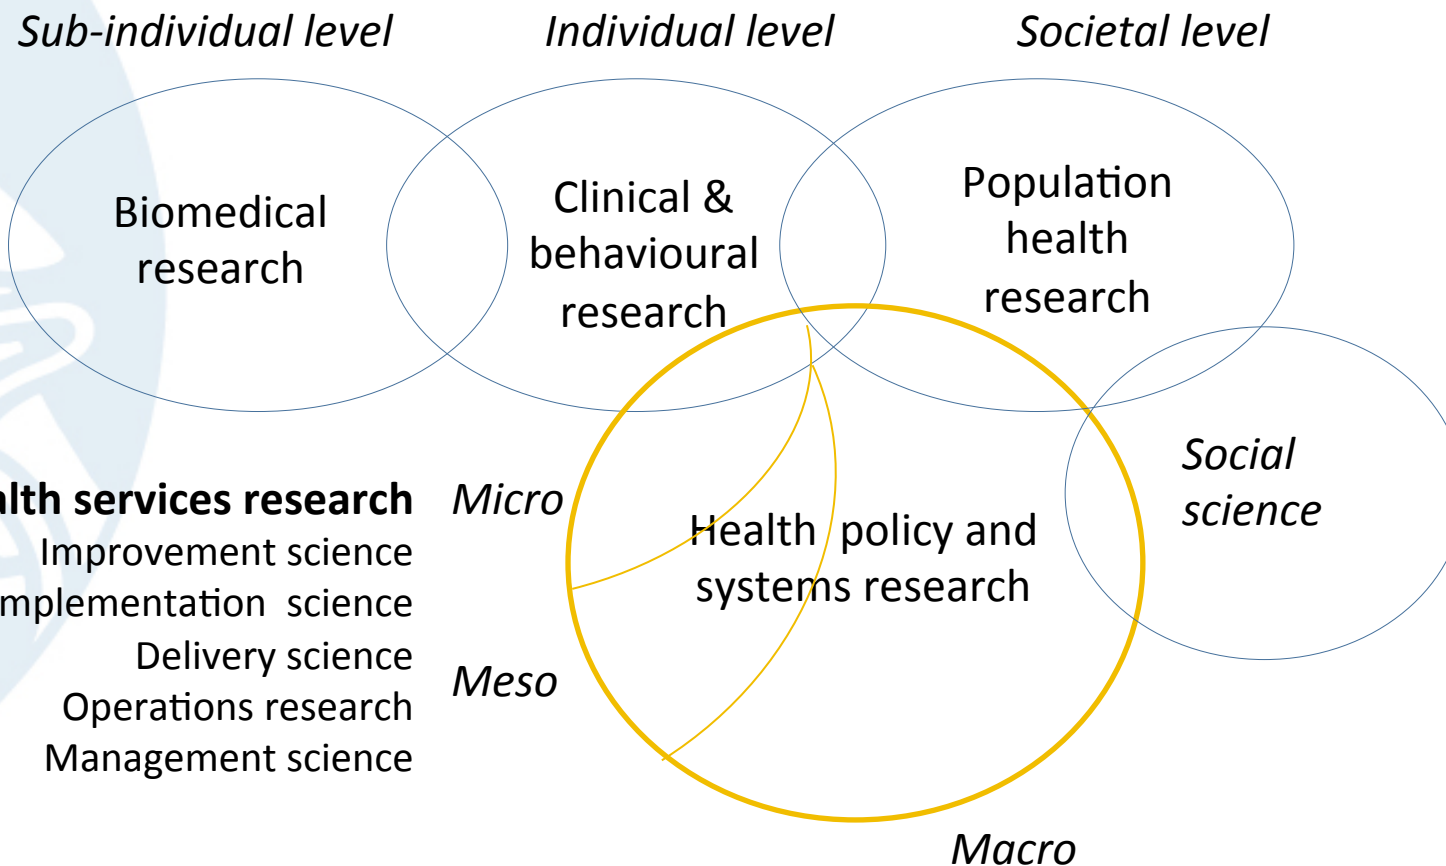 Sub-individual level
Individual level
Societal level
Biomedical
research
Clinical &
behavioural
research
Population
health
research
Social
science
alth services research
Improvement science
mplementation science
Delivery science
Operations research
Management science
Micro
Meso
Macro
Health policy and
systems research